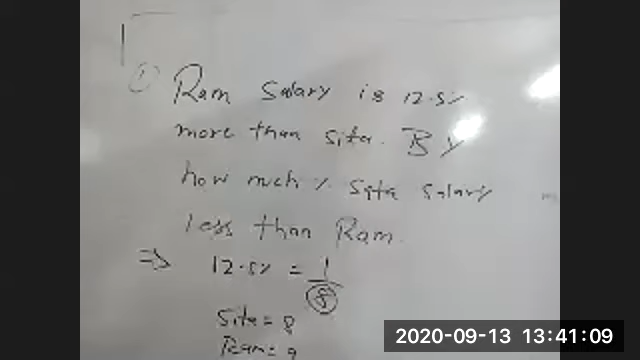 ① Ram Salary is 12.5%
more than Sita. By
how much % Sita Salary
less than Ram.
⇒ 12.5% = 1/8
Sita = 8
Ram = 9
2020-09-13 13:41:09